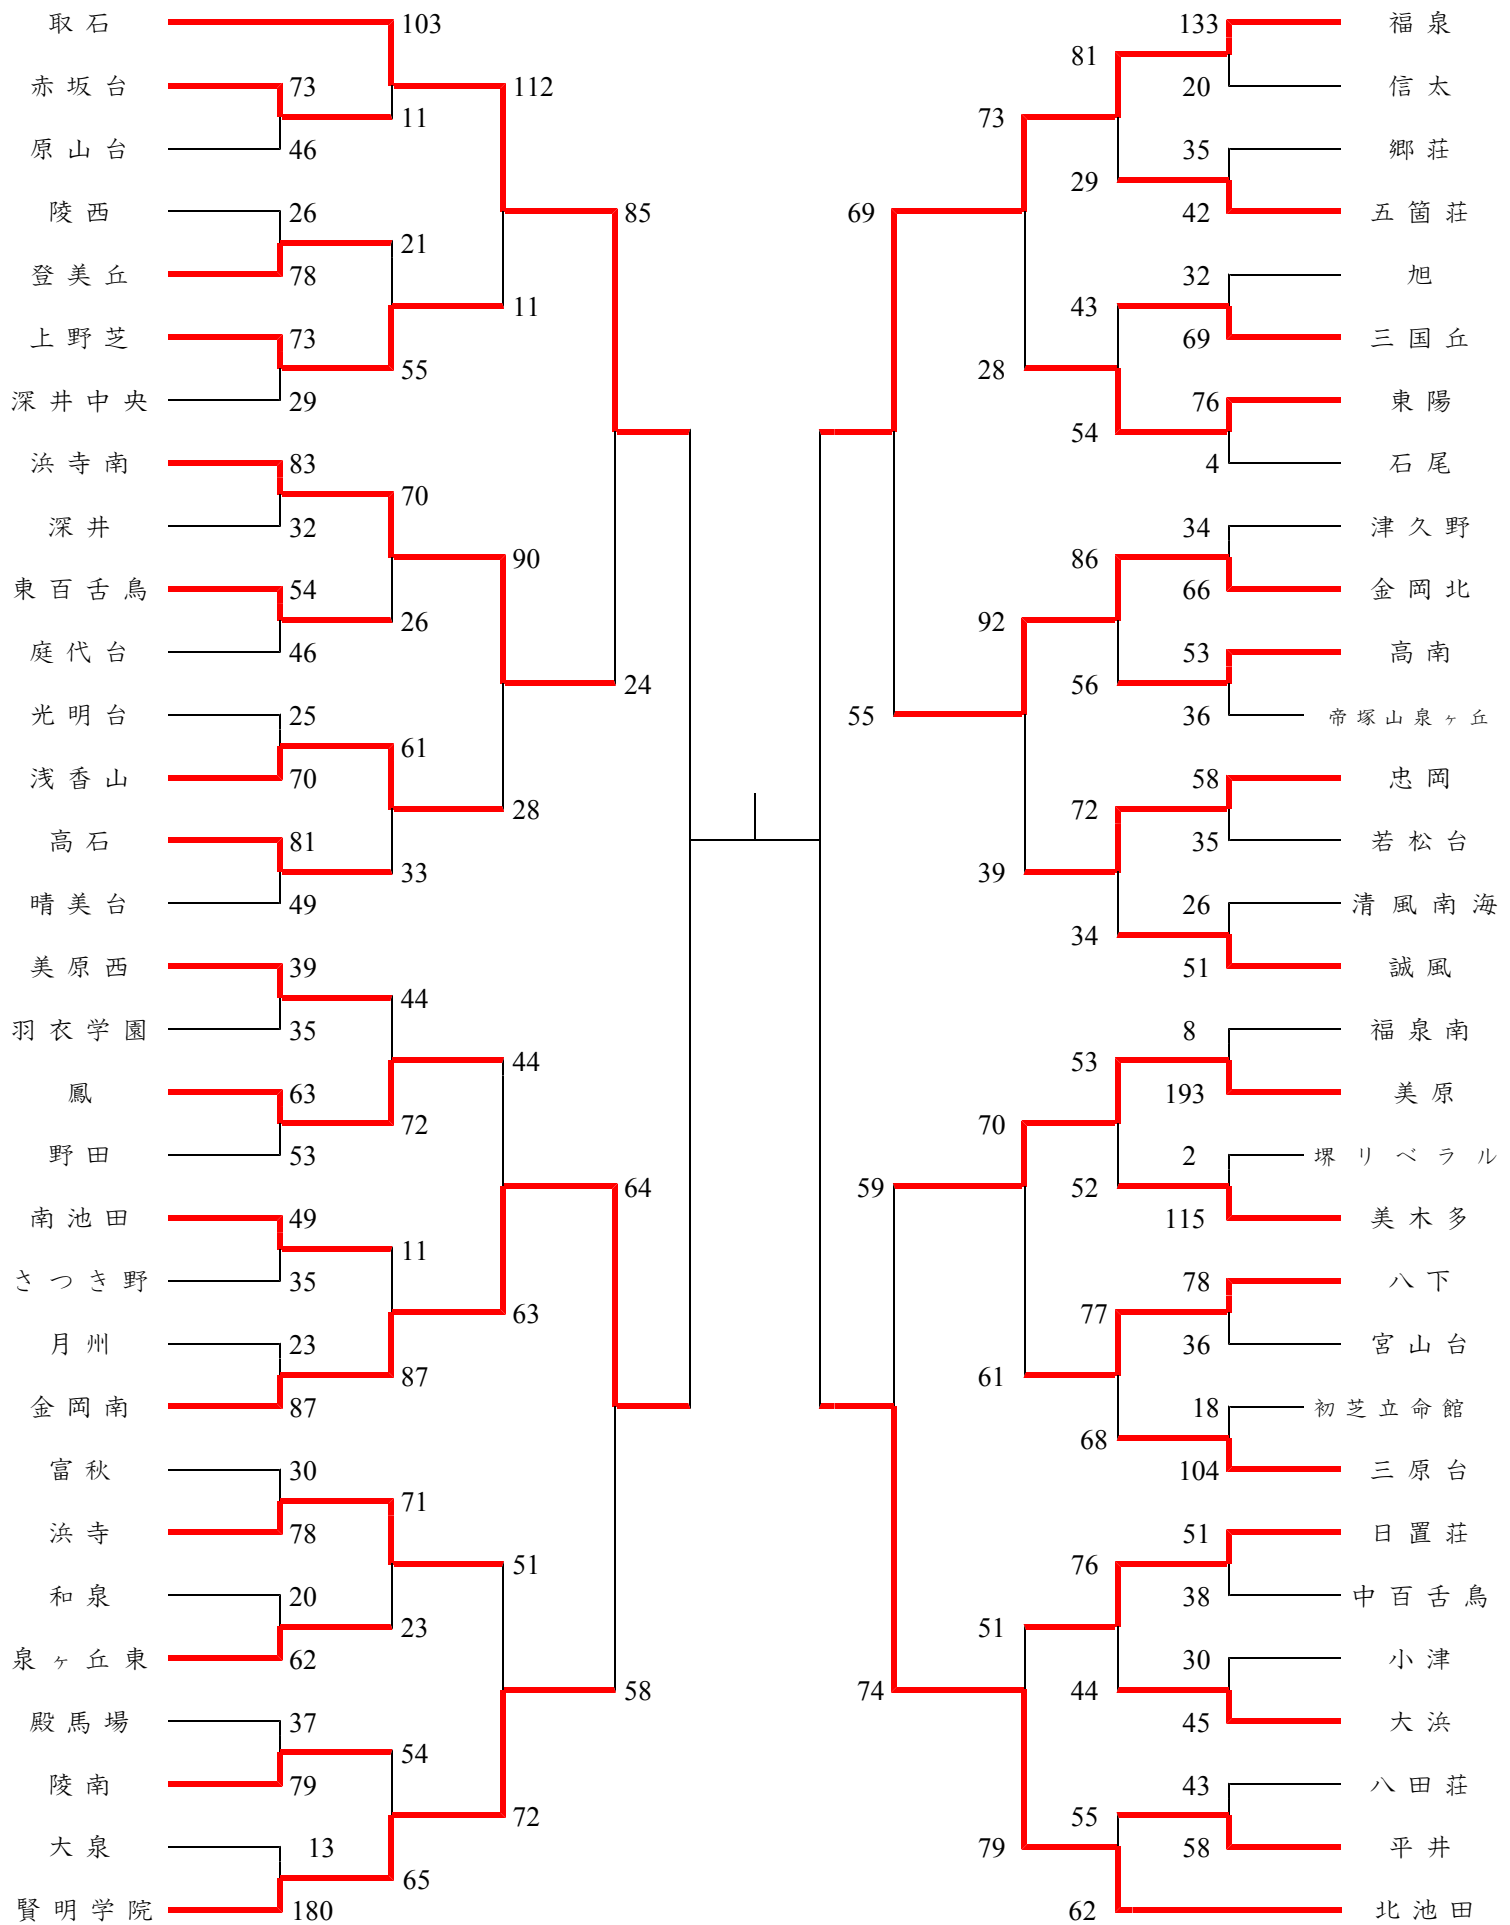 取石 103
赤坂台 73 112
11
原山台 46
陵西 26 85
21
登美丘 78
11
上野芝 73
55
深井中央 29
浜寺南 83
70
深井 32
90
東百舌鳥 54
26
庭代台 46
24
光明台 25
61
浅香山 70
28
高石 81
33
晴美台 49
美原西 39
44
羽衣学園 35
44
鳳 63
72
野田 53
64
南池田 49
11
さつき野 35
63
月州 23
87
金岡南 87
富秋 30
71
浜寺 78
51
和泉 20
23
泉ヶ丘東 62
58
殿馬場 37
54
陵南 79
72
大泉 13
65
賢明学院 180
133 福泉
81
20 信太
73
35 郷荘
29
69 42 五箇荘
32 旭
43
69 三国丘
28
76 東陽
54
4 石尾
34 津久野
86
66 金岡北
92
53 高南
56
55 36 帝塚山泉ヶ丘
58 忠岡
72
35 若松台
39
26 清風南海
34
51 誠風
8 福泉南
53
193 美原
70
2 堺リベラル
59 52
115 美木多
78 八下
77
36 宮山台
61
18 初芝立命館
68
104 三原台
51 日置荘
76
38 中百舌鳥
51
30 小津
74 44
45 大浜
43 八田荘
55
79 58 平井
62 北池田